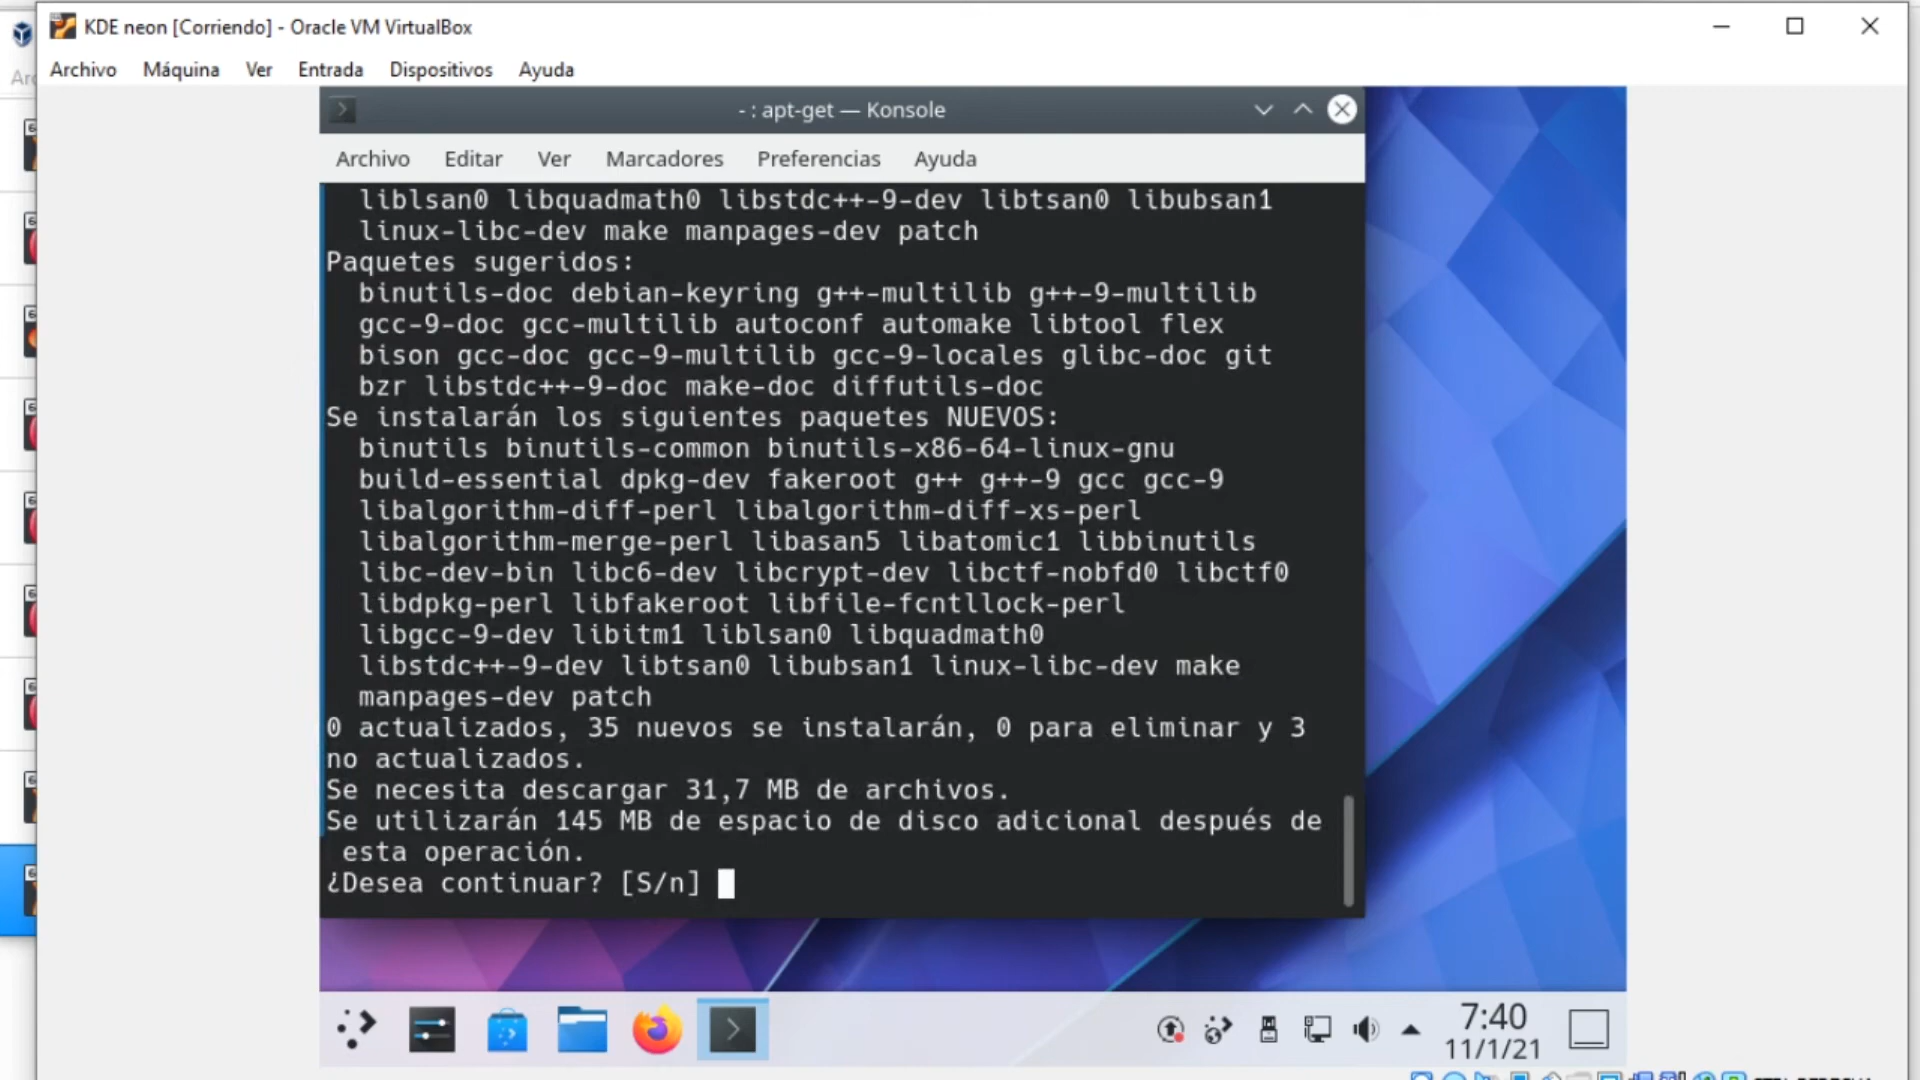 KDE neon [Corriendo] - Oracle VM VirtualBox
Archivo Máquina Ver Entrada Dispositivos Ayuda
- : apt-get — Konsole
Archivo Editar Ver Marcadores Preferencias Ayuda
liblsan0 libquadmath0 libstdc++-9-dev libtsan0 libubsan1
linux-libc-dev make manpages-dev patch
Paquetes sugeridos:
binutils-doc debian-keyring g++-multilib g++-9-multilib
gcc-9-doc gcc-multilib autoconf automake libtool flex
bison gcc-doc gcc-9-multilib gcc-9-locales glibc-doc git
bzr libstdc++-9-doc make-doc diffutils-doc
Se instalarán los siguientes paquetes NUEVOS:
binutils binutils-common binutils-x86-64-linux-gnu
build-essential dpkg-dev fakeroot g++ g++-9 gcc gcc-9
libalgorithm-diff-perl libalgorithm-diff-xs-perl
libalgorithm-merge-perl libasan5 libatomic1 libbinutils
libc-dev-bin libc6-dev libcrypt-dev libctf-nobfd0 libctf0
libdpkg-perl libfakeroot libfile-fcntllock-perl
libgcc-9-dev libitm1 liblsan0 libquadmath0
libstdc++-9-dev libtsan0 libubsan1 linux-libc-dev make
manpages-dev patch
0 actualizados, 35 nuevos se instalarán, 0 para eliminar y 3
no actualizados.
Se necesita descargar 31,7 MB de archivos.
Se utilizarán 145 MB de espacio de disco adicional después de
esta operación.
¿Desea continuar? [S/n]
7:40
11/1/21